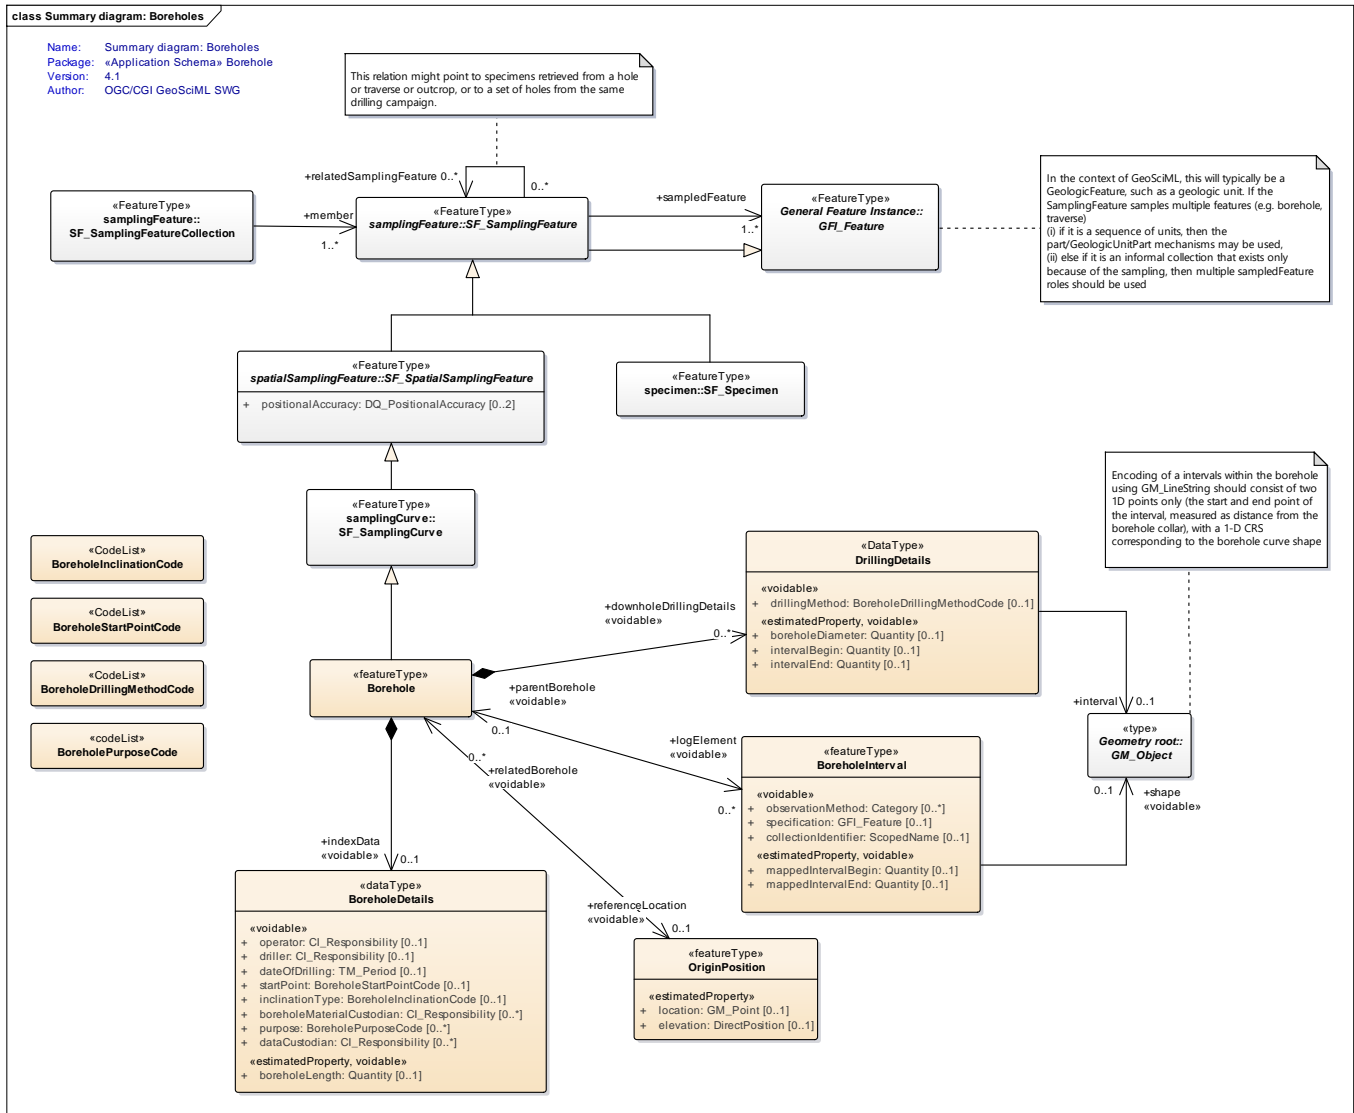 class Summary diagram: Boreholes
Name: Summary diagram: Boreholes
Package: «Application Schema» Borehole
Version: 4.1
Author: OGC/CGI GeoSciML SWG
This relation might point to specimens retrieved from a hole
or traverse or outcrop, or to a set of holes from the same
drilling campaign.
+relatedSamplingFeature 0..*
0..*
«FeatureType»
samplingFeature::
SF_SamplingFeatureCollection
+member
1..*
«FeatureType»
samplingFeature::SF_SamplingFeature
+sampledFeature
1..*
«FeatureType»
General Feature Instance::
GFI_Feature
In the context of GeoSciML, this will typically be a
GeologicFeature, such as a geologic unit. If the
SamplingFeature samples multiple features (e.g. borehole,
traverse)
(i) if it is a sequence of units, then the
part/GeologicUnitPart mechanisms may be used,
(ii) else if it is an informal collection that exists only
because of the sampling, then multiple sampledFeature
roles should be used
«FeatureType»
spatialSamplingFeature::SF_SpatialSamplingFeature
+ positionalAccuracy: DQ_PositionalAccuracy [0..2]
«FeatureType»
specimen::SF_Specimen
«FeatureType»
samplingCurve::
SF_SamplingCurve
Encoding of a intervals within the borehole
using GM_LineString should consist of two
1D points only (the start and end point of
the interval, measured as distance from the
borehole collar), with a 1-D CRS
corresponding to the borehole curve shape
«CodeList»
BoreholeInclinationCode
«CodeList»
BoreholeStartPointCode
«CodeList»
BoreholeDrillingMethodCode
«codeList»
BoreholePurposeCode
«DataType»
DrillingDetails
«voidable»
+ drillingMethod: BoreholeDrillingMethodCode [0..1]
«estimatedProperty, voidable»
+ boreholeDiameter: Quantity [0..1]
+ intervalBegin: Quantity [0..1]
+ intervalEnd: Quantity [0..1]
+downholeDrillingDetails
«voidable»
0..*
«featureType»
Borehole
+parentBorehole
«voidable»
0..1
+logElement
«voidable»
0..*
+interval 0..1
«type»
Geometry root::
GM_Object
0..1
+shape
«voidable»
«featureType»
BoreholeInterval
«voidable»
+ observationMethod: Category [0..*]
+ specification: GFI_Feature [0..1]
+ collectionIdentifier: ScopedName [0..1]
«estimatedProperty, voidable»
+ mappedIntervalBegin: Quantity [0..1]
+ mappedIntervalEnd: Quantity [0..1]
0..*
+relatedBorehole
«voidable»
+indexData
«voidable»
0..1
+referenceLocation
«voidable»
0..1
«dataType»
BoreholeDetails
«voidable»
+ operator: CI_Responsibility [0..1]
+ driller: CI_Responsibility [0..1]
+ dateOfDrilling: TM_Period [0..1]
+ startPoint: BoreholeStartPointCode [0..1]
+ inclinationType: BoreholeInclinationCode [0..1]
+ boreholeMaterialCustodian: CI_Responsibility [0..*]
+ purpose: BoreholePurposeCode [0..*]
+ dataCustodian: CI_Responsibility [0..*]
«estimatedProperty, voidable»
+ boreholeLength: Quantity [0..1]
«featureType»
OriginPosition
«estimatedProperty»
+ location: GM_Point [0..1]
+ elevation: DirectPosition [0..1]